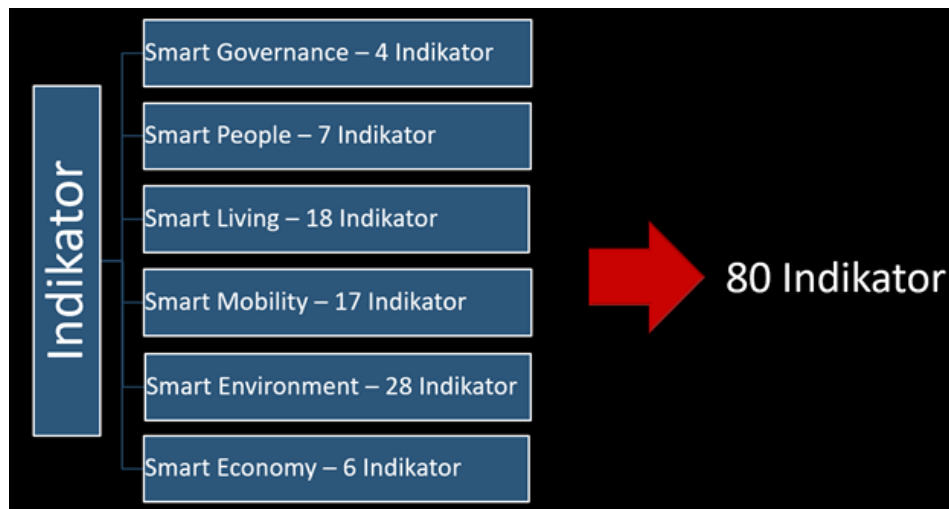 Indikator
Smart Governance – 4 Indikator
Smart People – 7 Indikator
Smart Living – 18 Indikator
Smart Mobility – 17 Indikator
Smart Environment – 28 Indikator
Smart Economy – 6 Indikator
80 Indikator